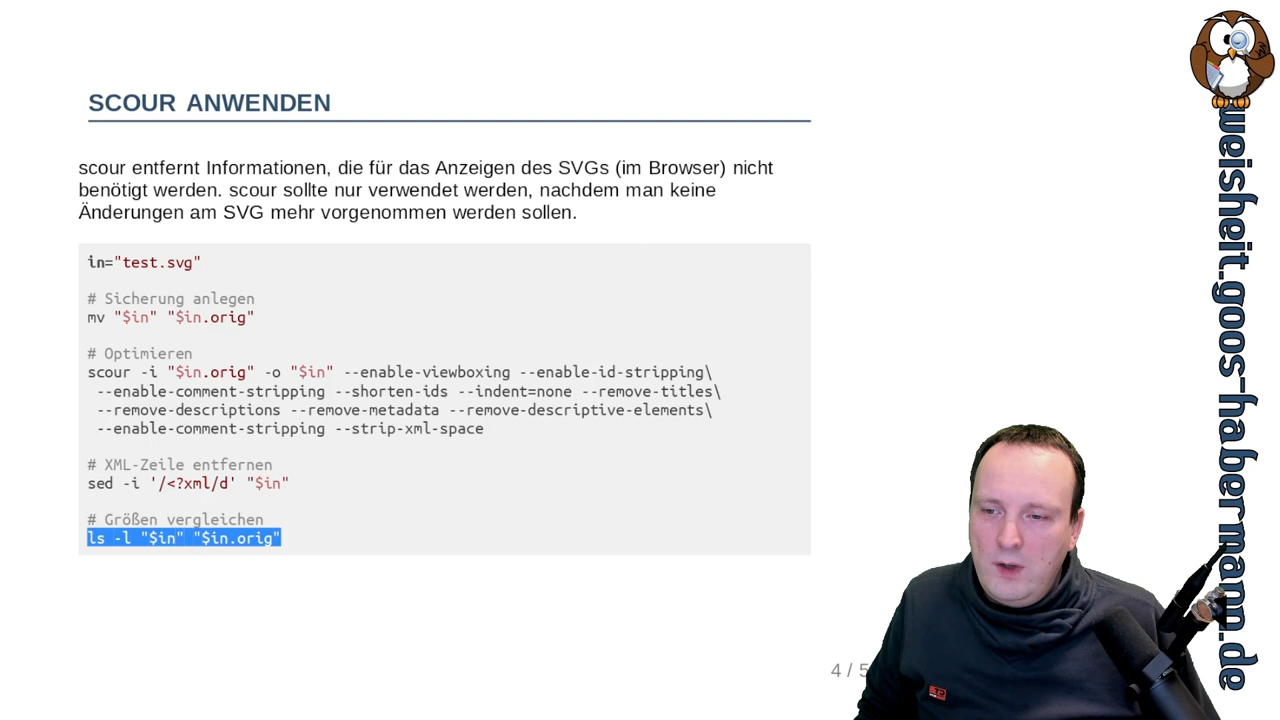 SCOUR ANWENDEN
scour entfernt Informationen, die für das Anzeigen des SVGs (im Browser) nicht
benötigt werden. scour sollte nur verwendet werden, nachdem man keine
Änderungen am SVG mehr vorgenommen werden sollen.
in="test.svg"
# Sicherung anlegen
mv "$in" "$in.orig"
# Optimieren
scour -i "$in.orig" -o "$in" --enable-viewboxing --enable-id-stripping\
--enable-comment-stripping --shorten-ids --indent=none --remove-titles\
--remove-descriptions --remove-metadata --remove-descriptive-elements\
--enable-comment-stripping --strip-xml-space
# XML-Zeile entfernen
sed -i '/<?xml/d' "$in"
# Größen vergleichen
ls -l "$in" "$in.orig"
4 / 5
weisheit.goos-habermann.de